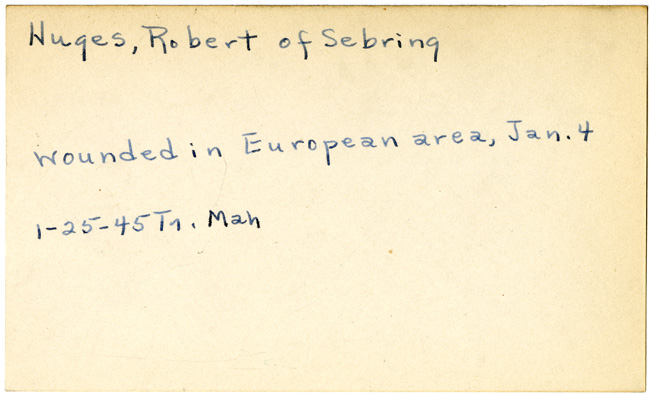 Huges, Robert of Sebring
wounded in European area, Jan. 4
1-25-45 Tr. Mah